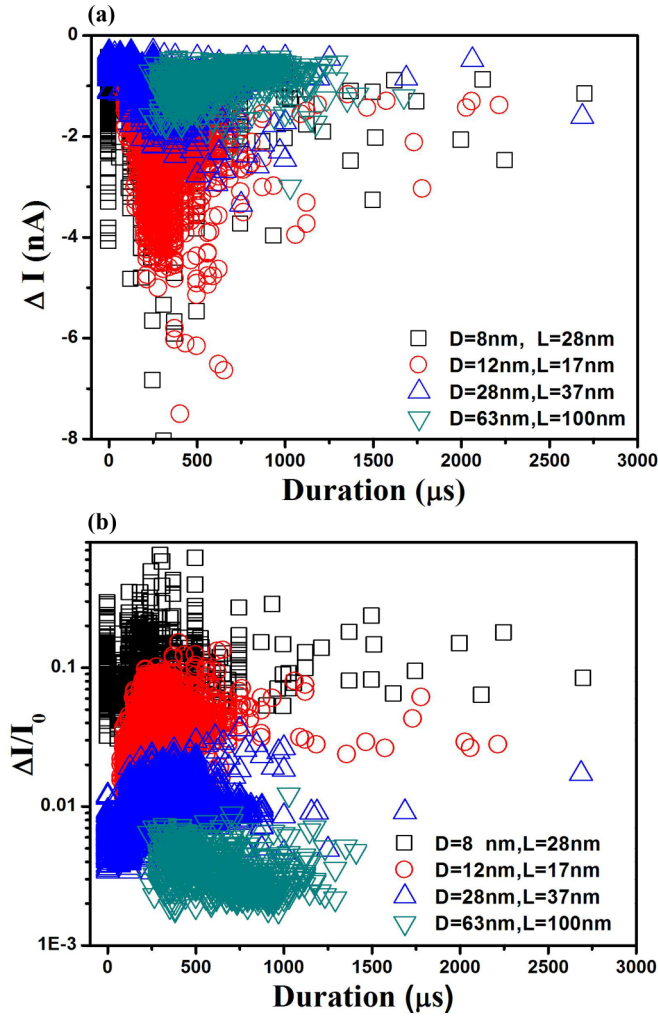 (a)
0
-2
-4
-6
-8
Δ I (nA)
D=8nm, L=28nm
D=12nm,L=17nm
D=28nm,L=37nm
D=63nm,L=100nm
0 500 1000 1500 2000 2500 3000
Duration (μs)
(b)
0.1
0.01
1E-3
ΔI/I0
D=8 nm,L=28nm
D=12nm,L=17nm
D=28nm,L=37nm
D=63nm,L=100nm
0 500 1000 1500 2000 2500 3000
Duration (μs)